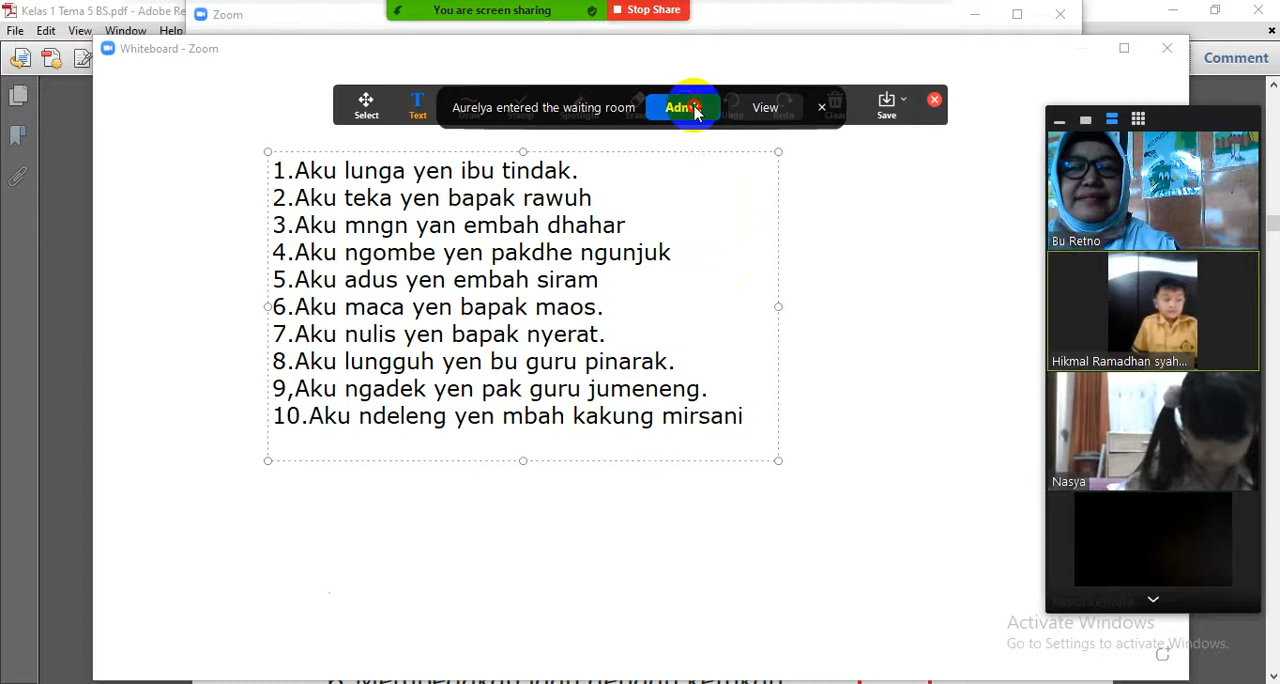 Kelas 1 Tema 5 BS.pdf - Adobe Re
Zoom
You are screen sharing
Stop Share
File Edit View Window Help
Whiteboard - Zoom
Comment
Select
Text
Aurelya entered the waiting room
View
Save
1.Aku lunga yen ibu tindak.
2.Aku teka yen bapak rawuh
3.Aku mngn yan embah dhahar
4.Aku ngombe yen pakdhe ngunjuk
5.Aku adus yen embah siram
6.Aku maca yen bapak maos.
7.Aku nulis yen bapak nyerat.
8.Aku lungguh yen bu guru pinarak.
9,Aku ngadek yen pak guru jumeneng.
10.Aku ndeleng yen mbah kakung mirsani
Bu Retno
Hikmal Ramadhan syah...
Nasya
Activate Windows
Go to Settings to activate Windows.